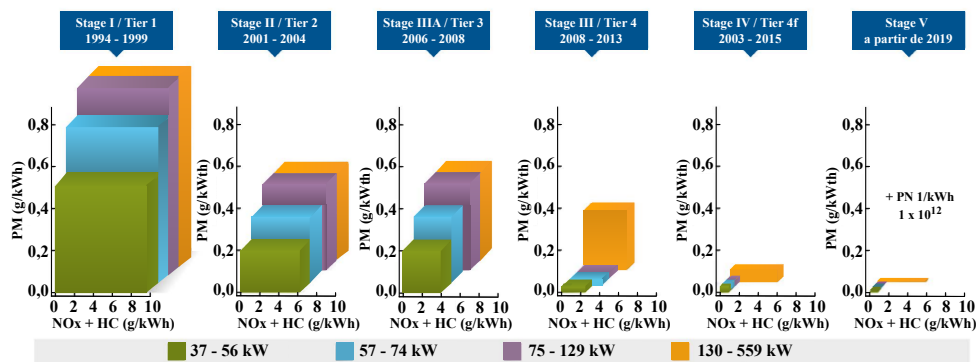 Stage I / Tier 1
1994 - 1999
Stage II / Tier 2
2001 - 2004
Stage IIIA / Tier 3
2006 - 2008
Stage III / Tier 4
2008 - 2013
Stage IV / Tier 4f
2003 - 2015
Stage V
a partir de 2019
PM (g/kWh)
0,8
0,6
0,4
0,2
0,0
0 2 4 6 8 10
NOx + HC (g/kWh)
PM (g/kWth)
0,8
0,6
0,4
0,2
0,0
0 2 4 6 8 10
NOx + HC (g/kWh)
PM (g/kWth)
0,8
0,6
0,4
0,2
0,0
0 2 4 6 8 10
NOx + HC (g/kWh)
PM (g/kWth)
0,8
0,6
0,4
0,2
0,0
0 2 4 6 8 10
NOx + HC (g/kWh)
PM (g/kWth)
0,8
0,6
0,4
0,2
0,0
0 2 4 6 8 10
NOx + HC (g/kWh)
PM (g/kWth)
0,8
0,6
0,4
0,2
0,0
+ PN 1/kWh
1 x 10¹²
0 2 4 6 8 10
NOx + HC (g/kWh)
37 - 56 kW
57 - 74 kW
75 - 129 kW
130 - 559 kW